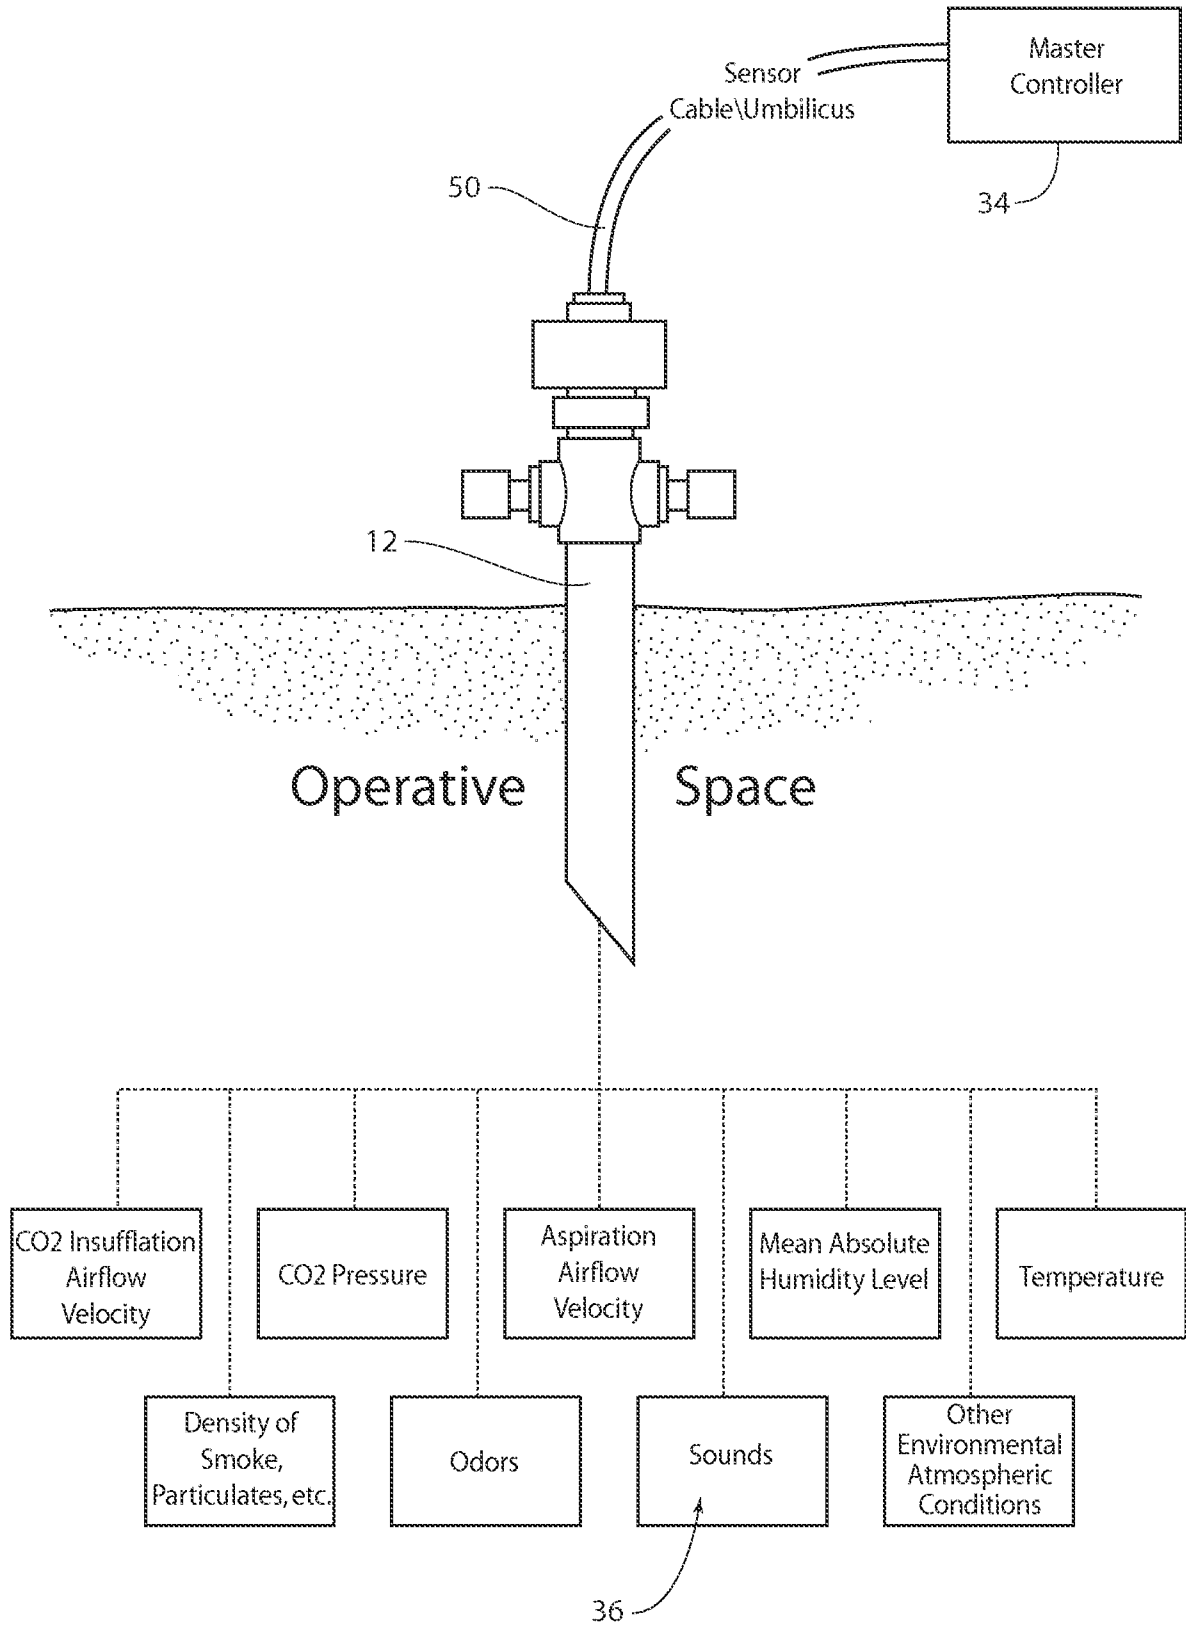 Master
Controller
Sensor
Cable\Umbilicus
50
34
12
Operative Space
CO2 Insufflation
Airflow
Velocity
CO2 Pressure
Aspiration
Airflow
Velocity
Mean Absolute
Humidity Level
Temperature
Density of
Smoke,
Particulates, etc.
Odors
Sounds
Other
Environmental
Atmospheric
Conditions
36